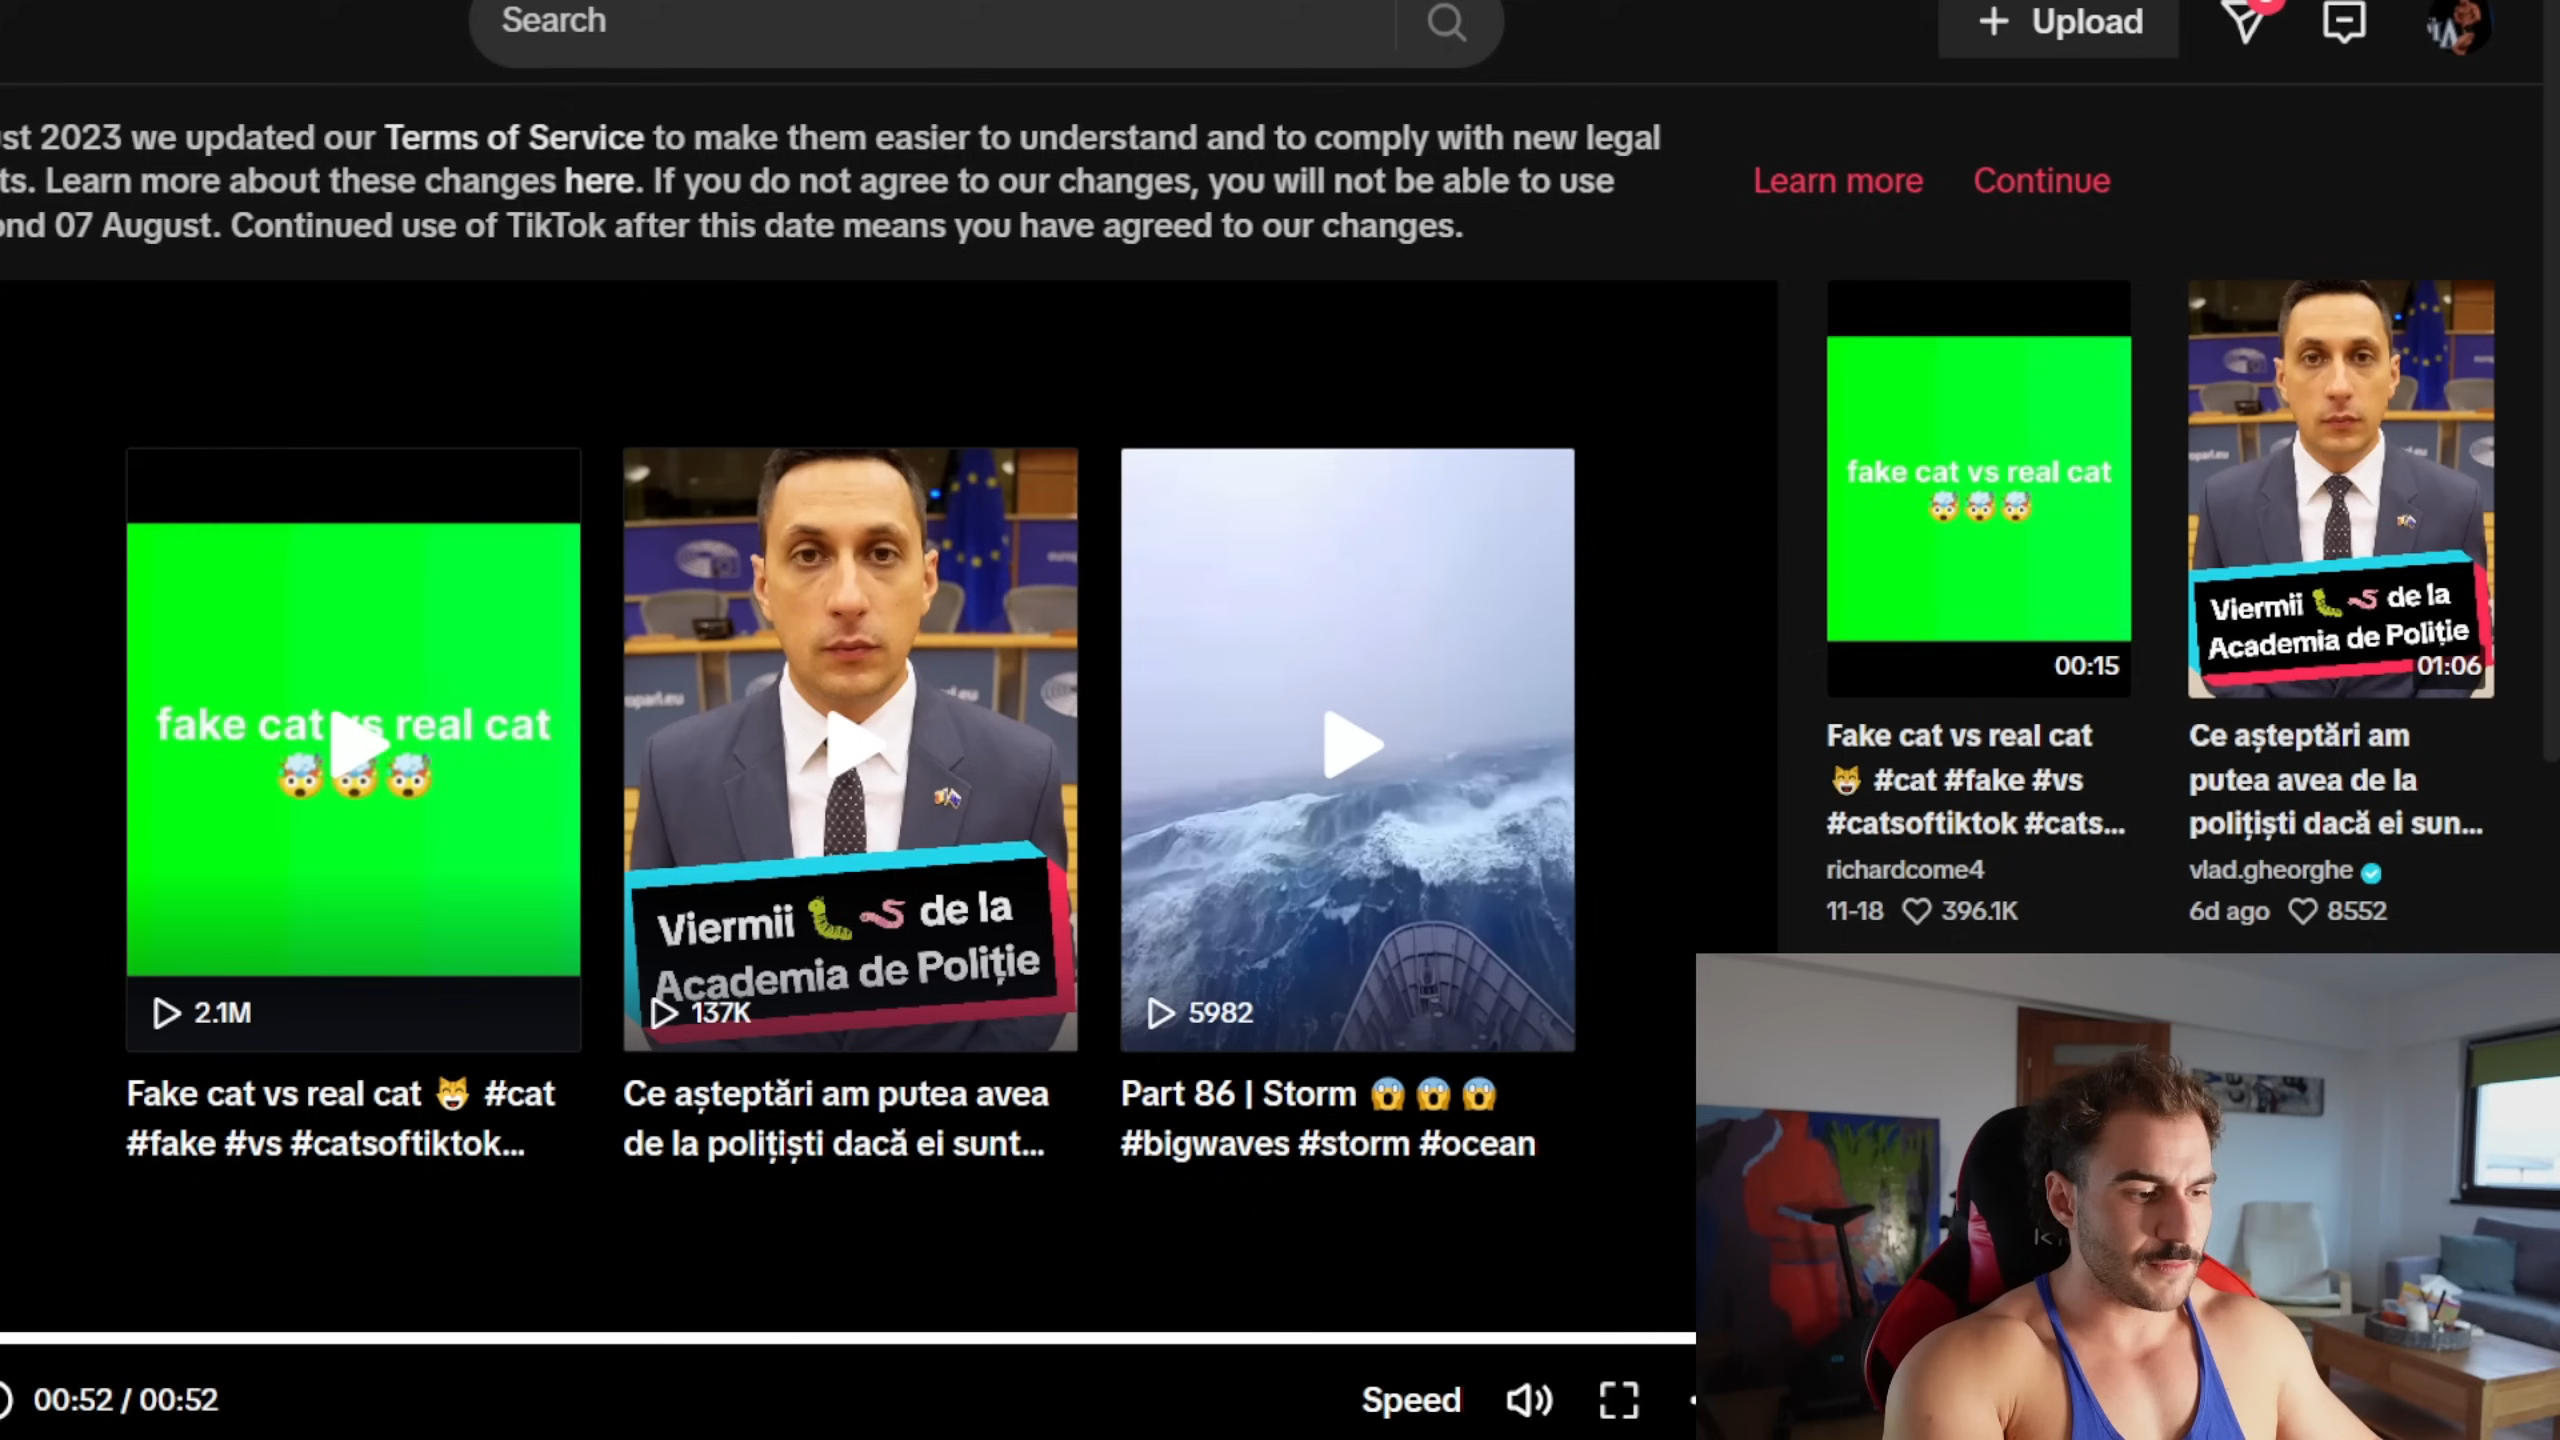 Search
Upload
st 2023 we updated our Terms of Service to make them easier to understand and to comply with new legal
ts. Learn more about these changes here. If you do not agree to our changes, you will not be able to use
ond 07 August. Continued use of TikTok after this date means you have agreed to our changes.
Learn more
Continue
fake cat vs real cat
🤯🤯🤯
2.1M
Fake cat vs real cat 😸 #cat
#fake #vs #catsoftiktok...
Viermii 🐛🪱 de la
Academia de Poliție
137K
Ce așteptări am putea avea
de la polițiști dacă ei sunt...
5982
Part 86 | Storm 😱😱😱
#bigwaves #storm #ocean
fake cat vs real cat
🤯🤯🤯
00:15
Fake cat vs real cat
😸 #cat #fake #vs
#catsoftiktok #cats...
richardcome4
11-18 396.1K
Viermii 🐛🪱 de la
Academia de Poliție
01:06
Ce așteptări am
putea avea de la
polițiști dacă ei sun...
vlad.gheorghe
6d ago 8552
00:52 / 00:52
Speed